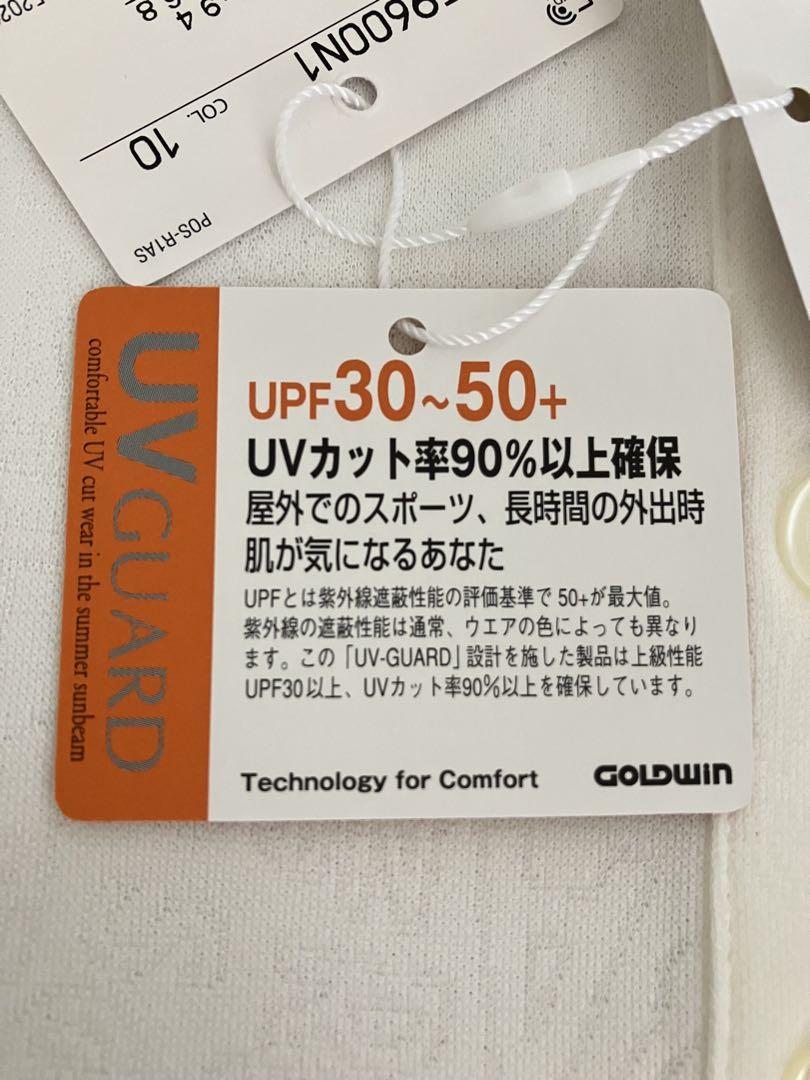 9600N1
COL. 10
POS-R1AS
UV GUARD
comfortable UV cut wear in the summer sunbeam
UPF30~50+
UVカット率90%以上確保
屋外でのスポーツ、長時間の外出時
肌が気になるあなた
UPFとは紫外線遮蔽性能の評価基準で 50+が最大値。
紫外線の遮蔽性能は通常、ウエアの色によっても異なり
ます。この「UV-GUARD」設計を施した製品は上級性能
UPF30以上、UVカット率90%以上を確保しています。
Technology for Comfort
GOLDWIN